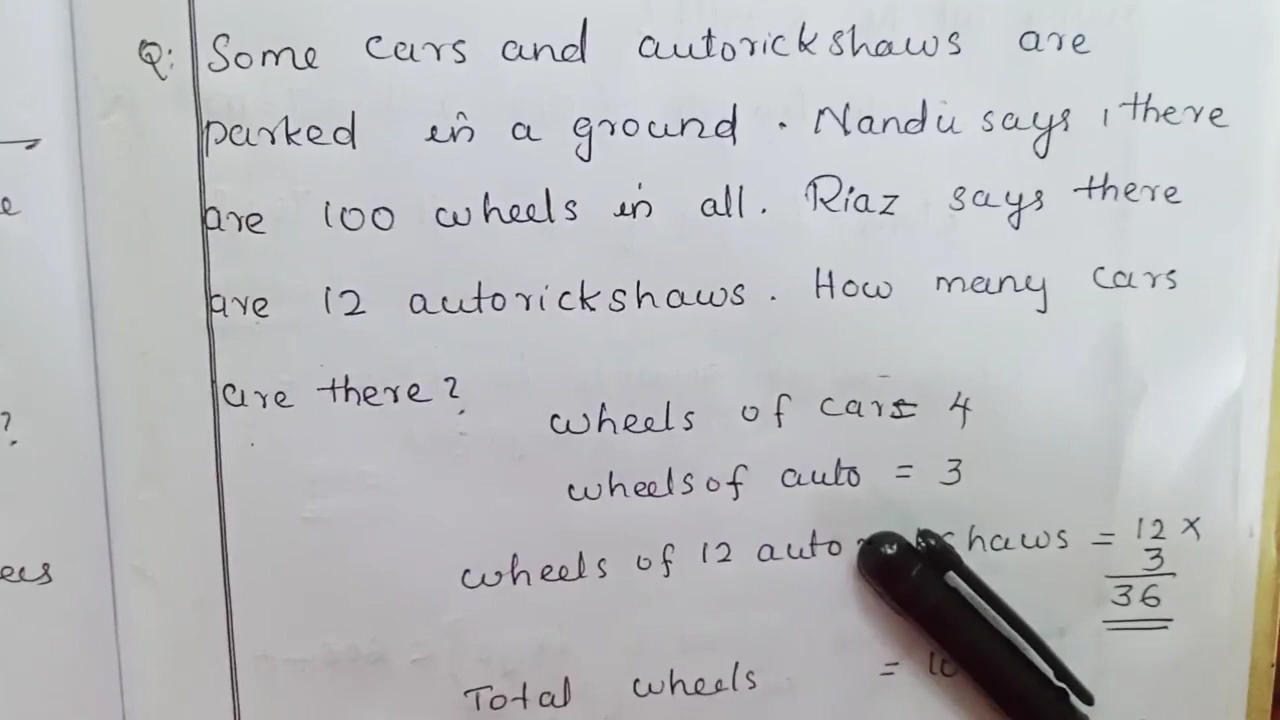 Q: Some cars and autorickshaws are
parked in a ground. Nandu says, there
are 100 wheels in all. Riaz says there
are 12 autorickshaws. How many cars
are there?
wheels of cars = 4
wheels of auto = 3
wheels of 12 auto shaws = 12 x
3
36
Total wheels =
e
?